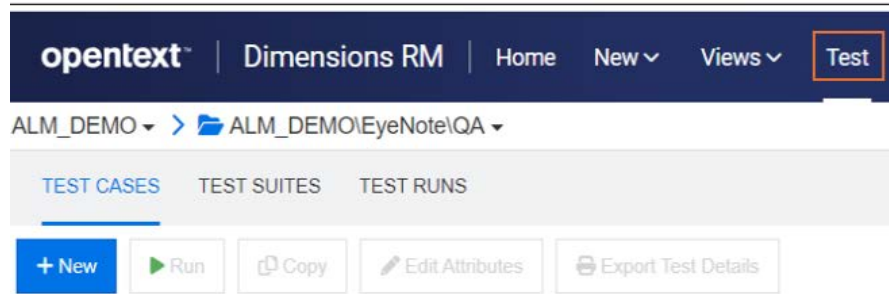 opentext™ | Dimensions RM | Home New Views Test
ALM_DEMO > ALM_DEMO\EyeNote\QA
TEST CASES TEST SUITES TEST RUNS
+ New Run Copy Edit Attributes Export Test Details